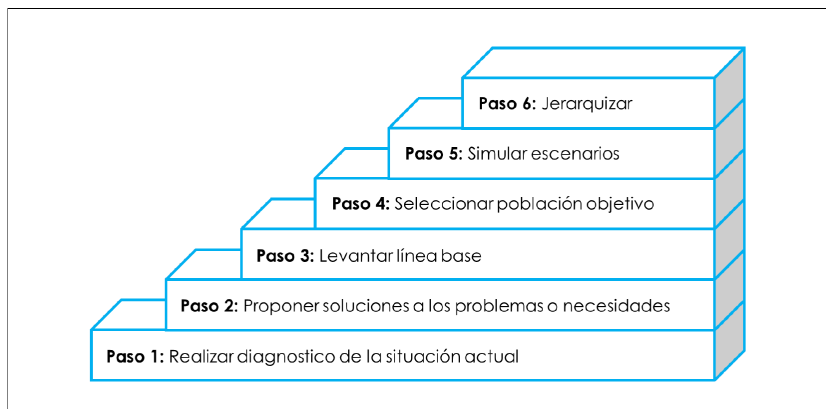 Paso 6: Jerarquizar
Paso 5: Simular escenarios
Paso 4: Seleccionar población objetivo
Paso 3: Levantar línea base
Paso 2: Proponer soluciones a los problemas o necesidades
Paso 1: Realizar diagnostico de la situación actual